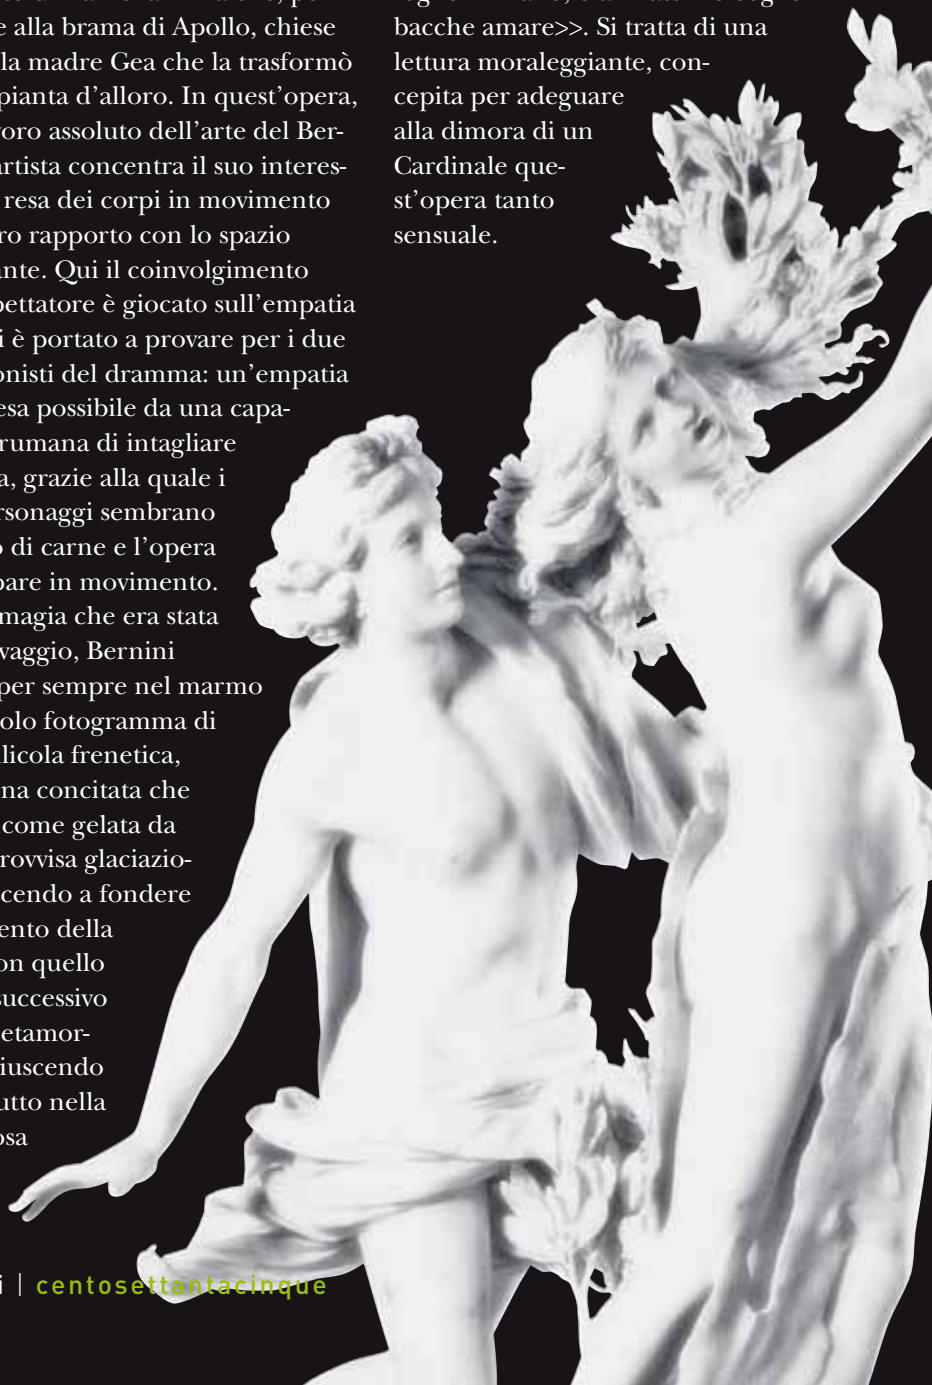 e alla brama di Apollo, chiese
la madre Gea che la trasformò
pianta d’alloro. In quest’opera,
voro assoluto dell’arte del Ber-
artista concentra il suo interes-
resa dei corpi in movimento
ro rapporto con lo spazio
ante. Qui il coinvolgimento
pettatore è giocato sull’empatia
i è portato a provare per i due
onisti del dramma: un’empatia
esa possibile da una capa-
rumana di intagliare
a, grazie alla quale i
rsonaggi sembrano
o di carne e l’opera
pare in movimento.
magia che era stata
vaggio, Bernini
per sempre nel marmo
olo fotogramma di
licola frenetica,
na concitata che
come gelata da
rovvisa glaciazio-
cendo a fondere
ento della
on quello
successivo
etamor-
iuscendo
utto nella
osa
bacche amare>>. Si tratta di una
lettura moraleggiante, con-
cepita per adeguare
alla dimora di un
Cardinale que-
st’opera tanto
sensuale.
i | centosettantacinque